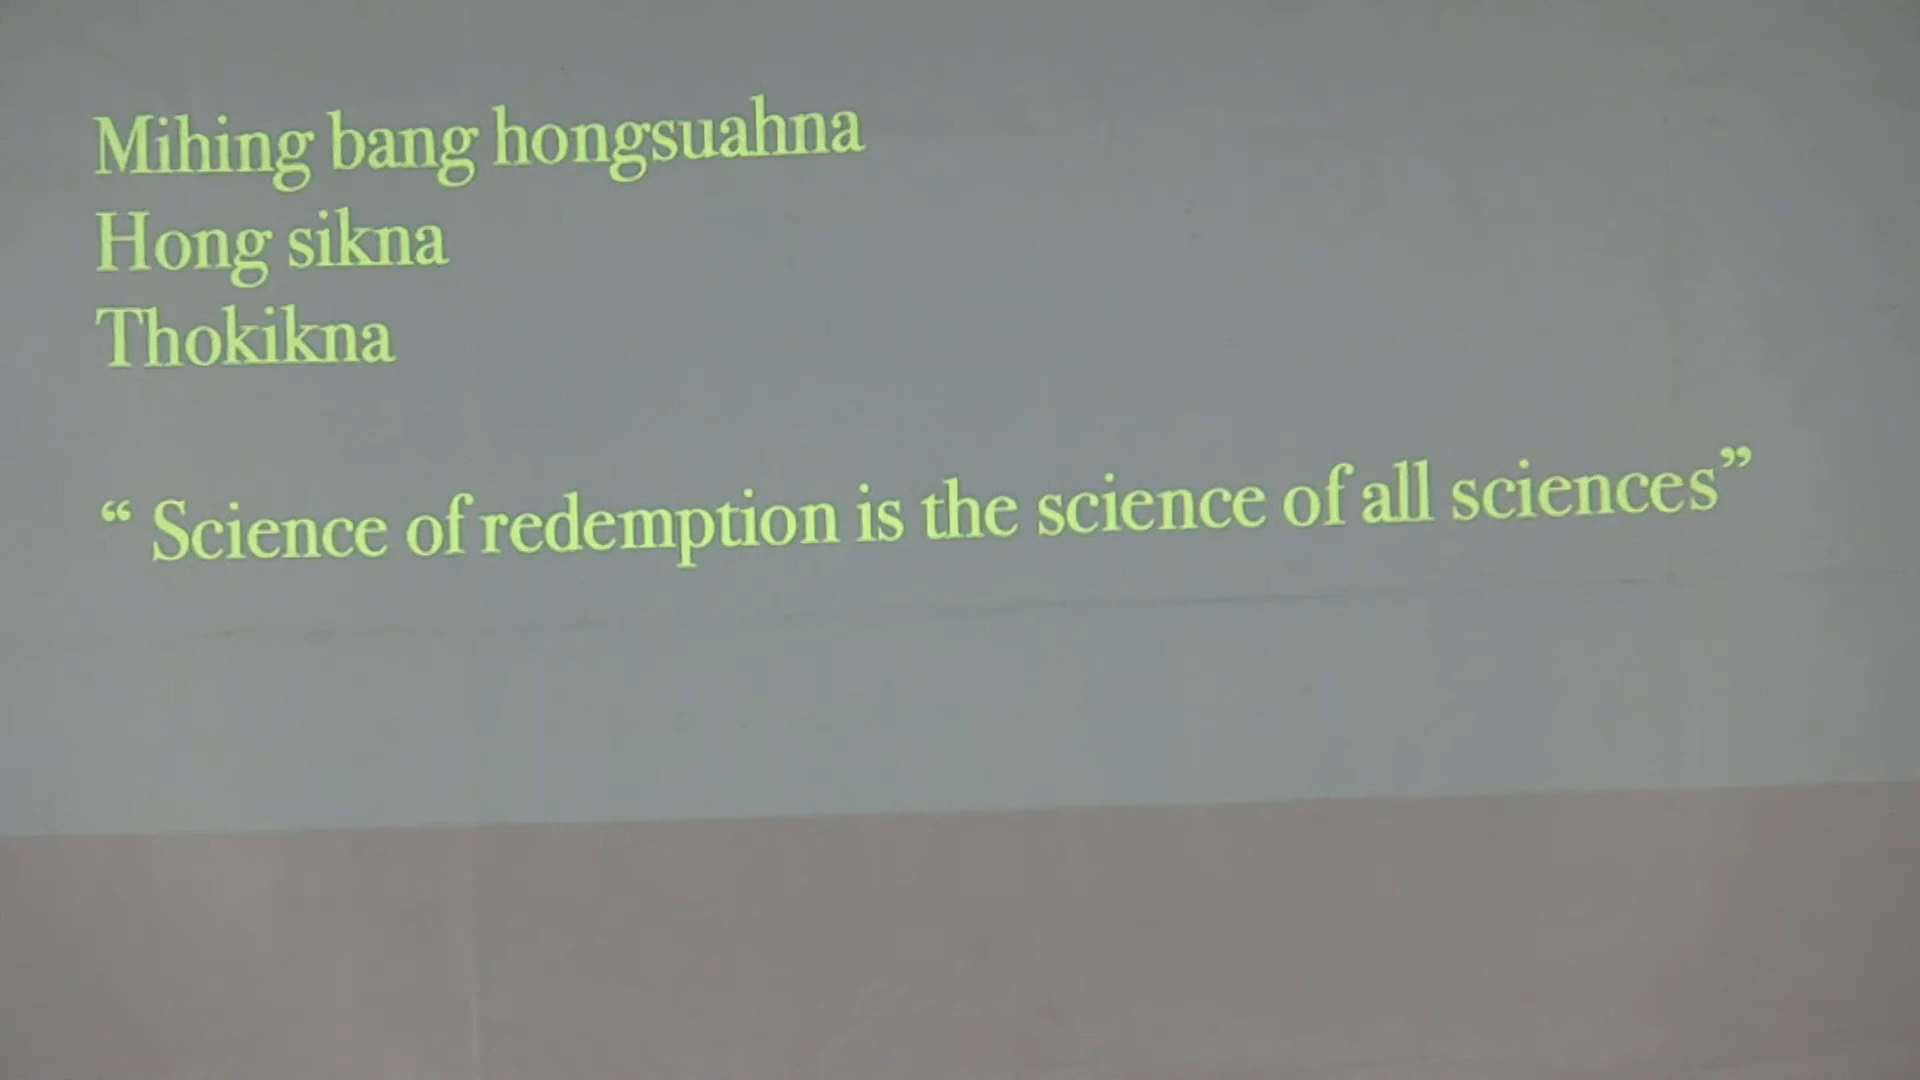 Mihing bang hongsuahna
Hong sikna
Thokikna
“ Science of redemption is the science of all sciences”